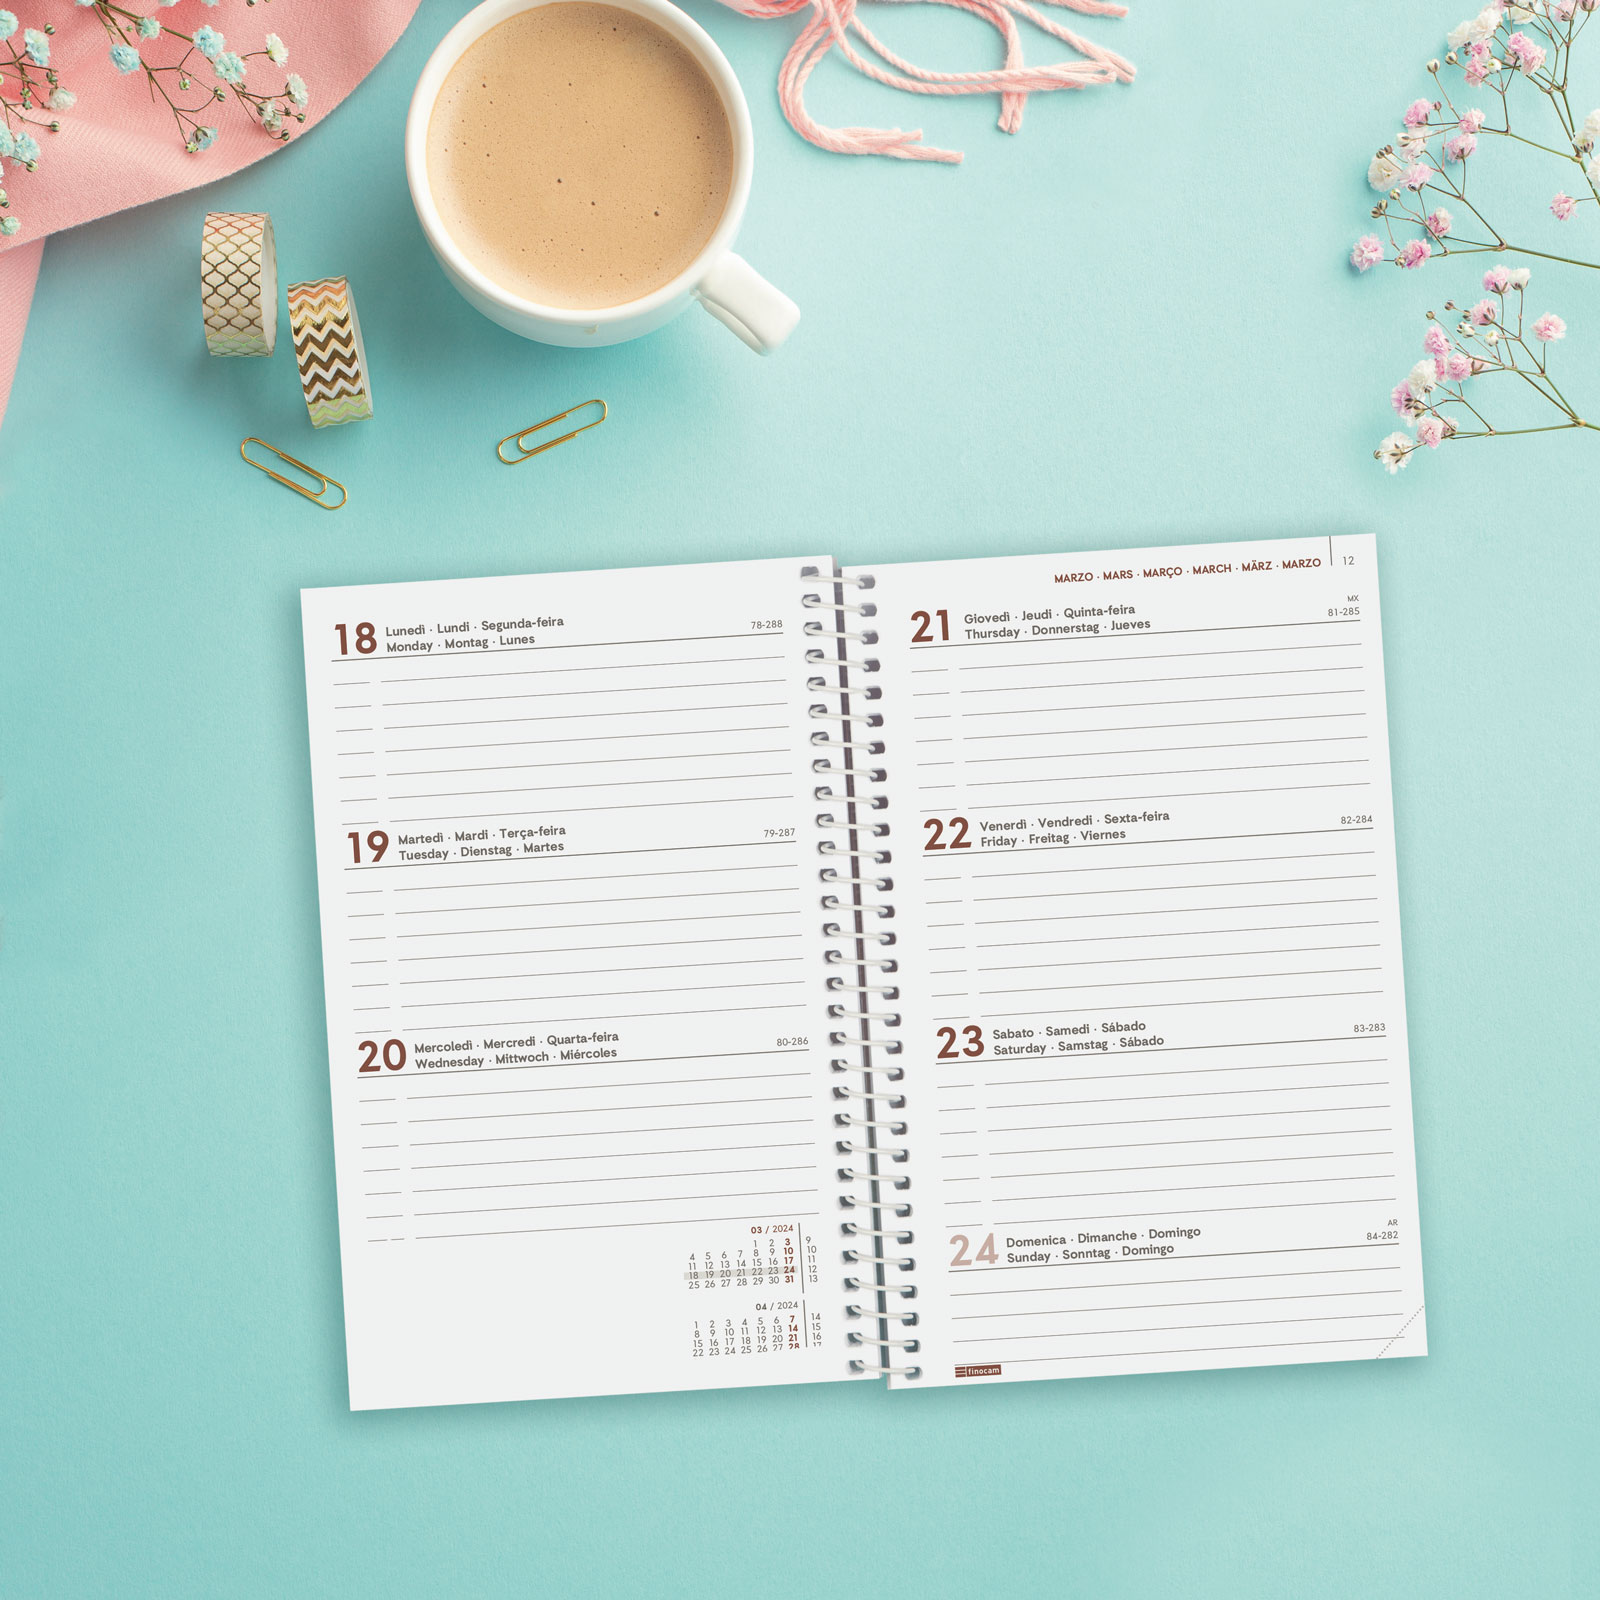 18 Lunedì · Lundi · Segunda-feira
Monday · Montag · Lunes
78-288
19 Martedì · Mardi · Terça-feira
Tuesday · Dienstag · Martes
79-287
20 Mercoledì · Mercredi · Quarta-feira
Wednesday · Mittwoch · Miércoles
80-286
03 / 2024
1 2 3 9
4 5 6 7 8 9 10 10
11 12 13 14 15 16 17 11
18 19 20 21 22 23 24 12
25 26 27 28 29 30 31 13
04 / 2024
1 2 3 4 5 6 7 14
8 9 10 11 12 13 14 15
15 16 17 18 19 20 21 16
22 23 24 25 26 27 28 17
MARZO · MARS · MARÇO · MARCH · MÄRZ · MARZO 12
MX
21 Giovedì · Jeudi · Quinta-feira
Thursday · Donnerstag · Jueves
81-285
22 Venerdì · Vendredi · Sexta-feira
Friday · Freitag · Viernes
82-284
23 Sabato · Samedi · Sábado
Saturday · Samstag · Sábado
83-283
AR
24 Domenica · Dimanche · Domingo
Sunday · Sonntag · Domingo
84-282
finocam